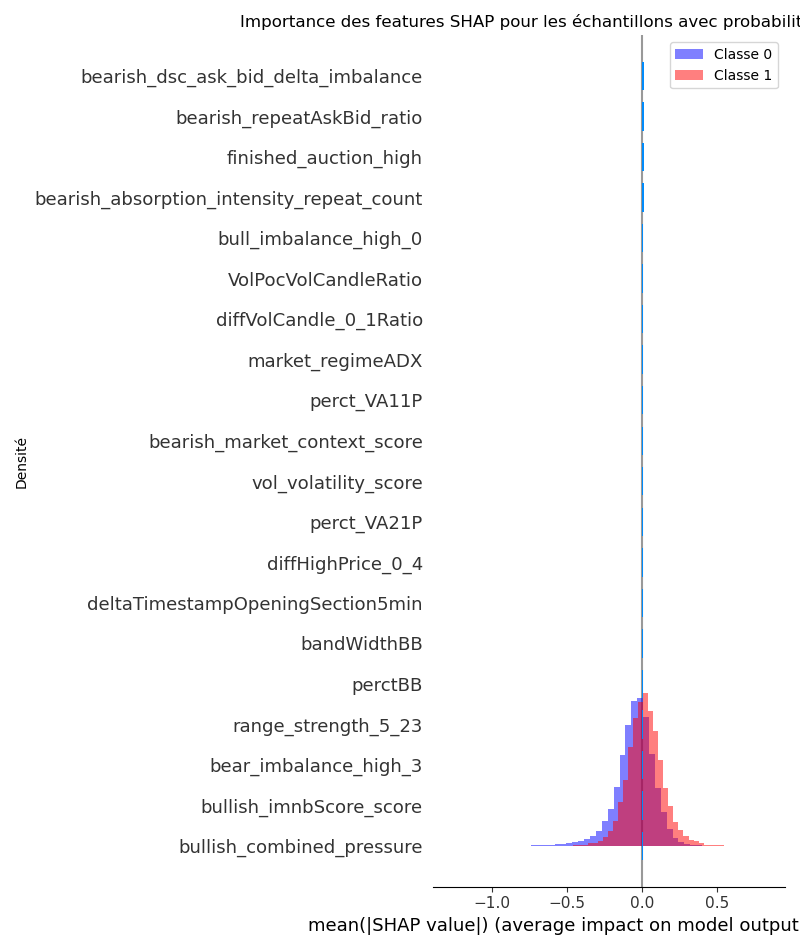 Importance des features SHAP pour les échantillons avec probabilit
Classe 0
Classe 1
bearish_dsc_ask_bid_delta_imbalance
bearish_repeatAskBid_ratio
finished_auction_high
bearish_absorption_intensity_repeat_count
bull_imbalance_high_0
VolPocVolCandleRatio
diffVolCandle_0_1Ratio
market_regimeADX
perct_VA11P
bearish_market_context_score
vol_volatility_score
perct_VA21P
diffHighPrice_0_4
deltaTimestampOpeningSection5min
bandWidthBB
perctBB
range_strength_5_23
bear_imbalance_high_3
bullish_imnbScore_score
bullish_combined_pressure
Densité
−1.0 −0.5 0.0 0.5
mean(|SHAP value|) (average impact on model output